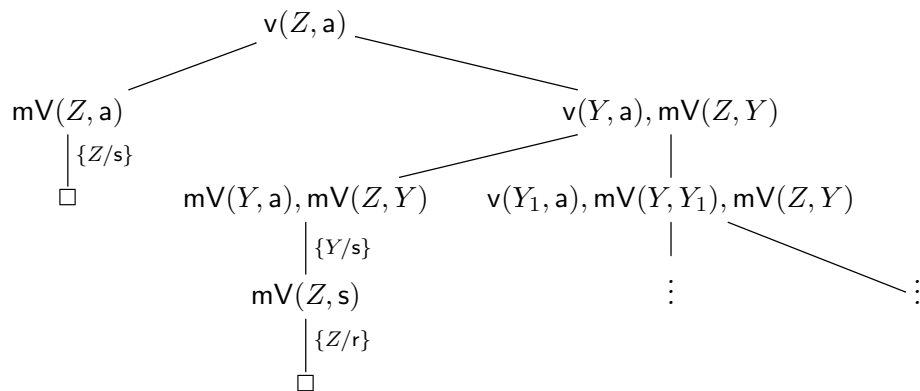 v(Z, a)
mV(Z, a)
v(Y, a), mV(Z, Y)
{Z/s}
□
mV(Y, a), mV(Z, Y)
v(Y₁, a), mV(Y, Y₁), mV(Z, Y)
{Y/s}
mV(Z, s)
⋮
⋮
{Z/r}
□